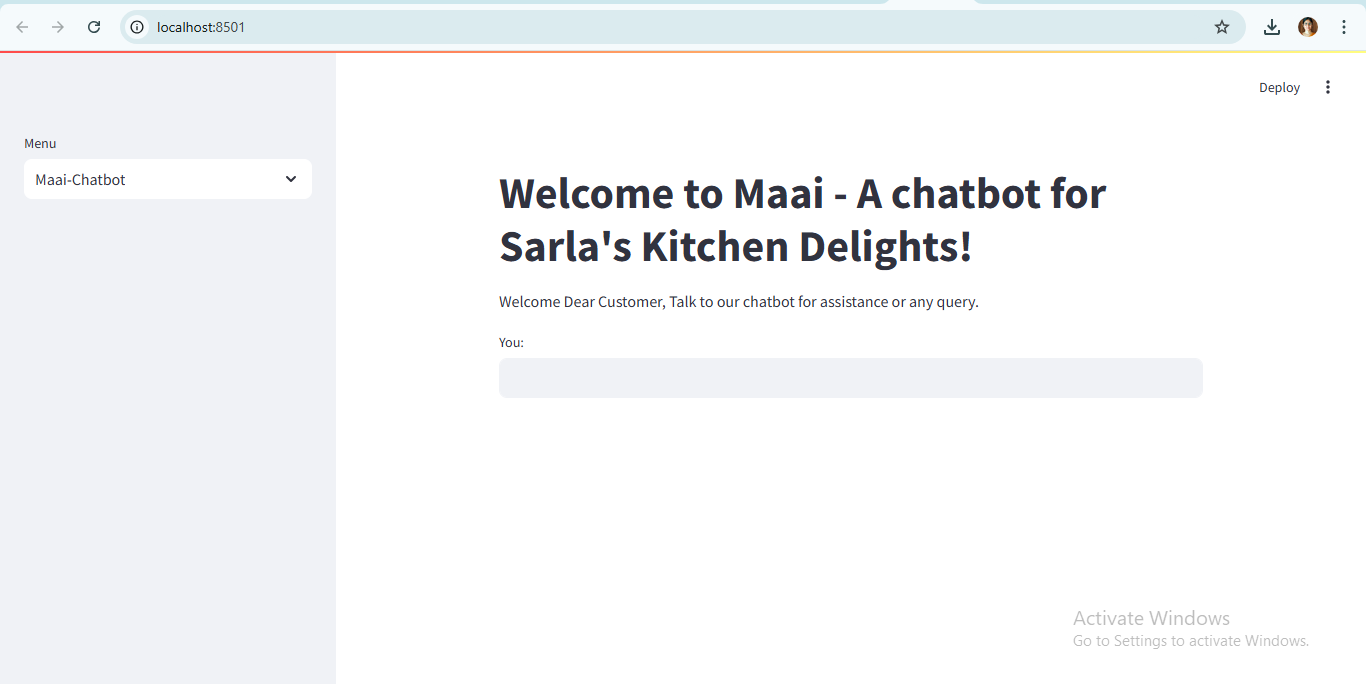 localhost:8501
Deploy
Menu
Maai-Chatbot
Welcome to Maai - A chatbot for
Sarla's Kitchen Delights!
Welcome Dear Customer, Talk to our chatbot for assistance or any query.
You:
Activate Windows
Go to Settings to activate Windows.